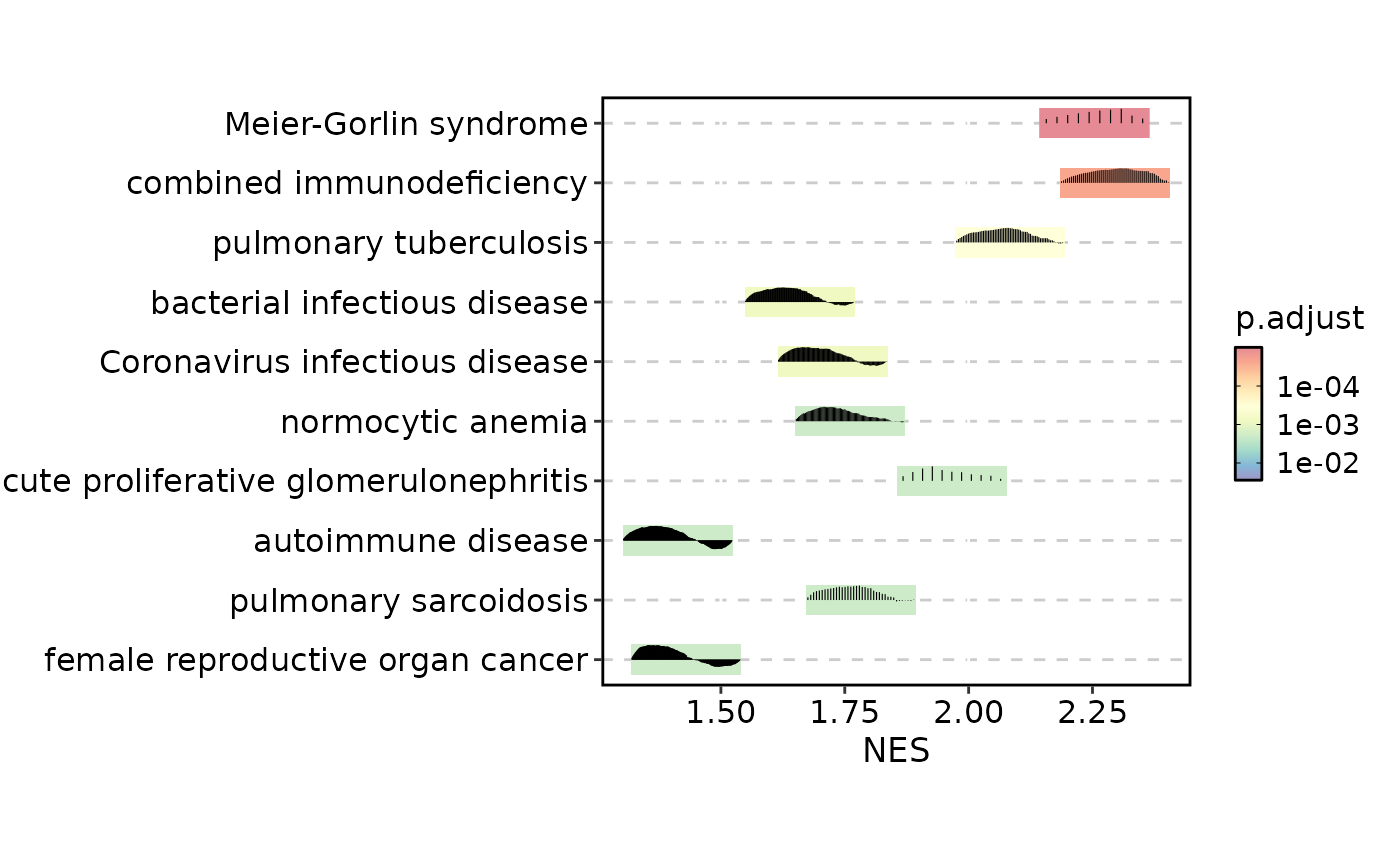 Meier-Gorlin syndrome
combined immunodeficiency
pulmonary tuberculosis
bacterial infectious disease
Coronavirus infectious disease
normocytic anemia
cute proliferative glomerulonephritis
autoimmune disease
pulmonary sarcoidosis
female reproductive organ cancer
1.50 1.75 2.00 2.25
NES
p.adjust
1e-04
1e-03
1e-02